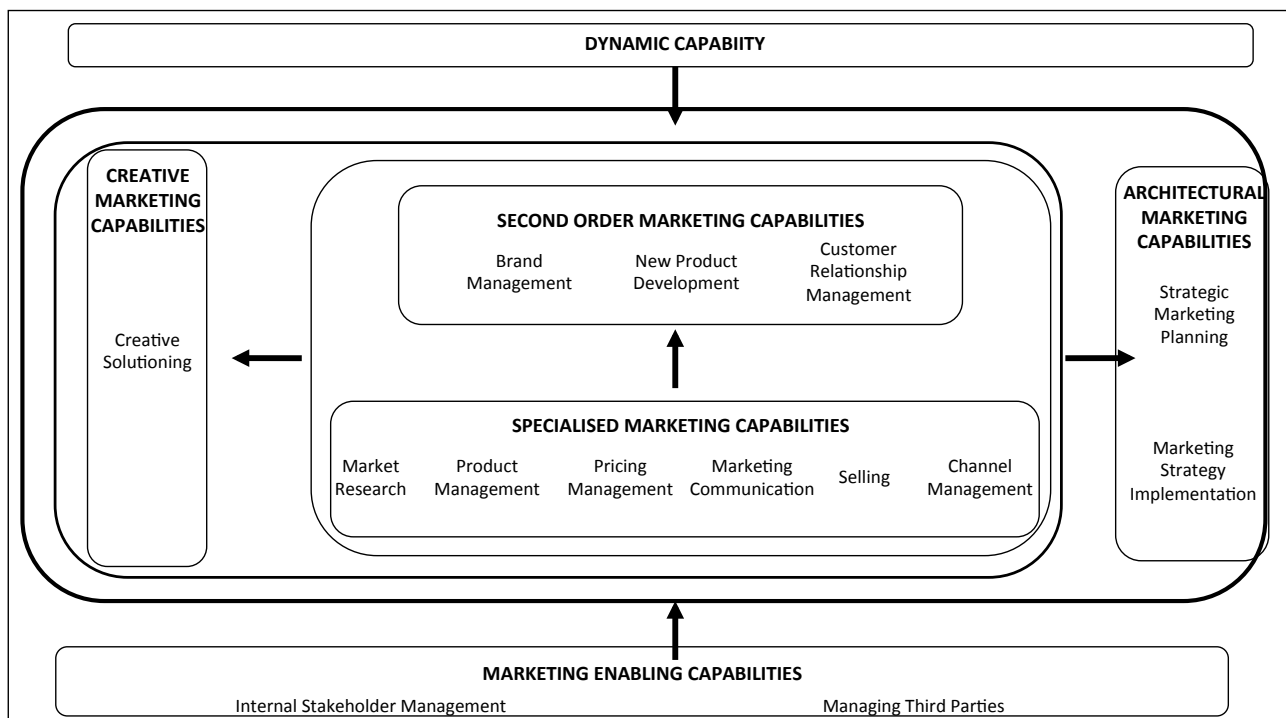 DYNAMIC CAPABIITY
CREATIVE
MARKETING
CAPABILITIES
Creative
Solutioning
SECOND ORDER MARKETING CAPABILITIES
Brand
Management
New Product
Development
Customer
Relationship
Management
SPECIALISED MARKETING CAPABILITIES
Market
Research
Product
Management
Pricing
Management
Marketing
Communication
Selling
Channel
Management
ARCHITECTURAL
MARKETING
CAPABILITIES
Strategic
Marketing
Planning
Marketing
Strategy
Implementation
MARKETING ENABLING CAPABILITIES
Internal Stakeholder Management
Managing Third Parties